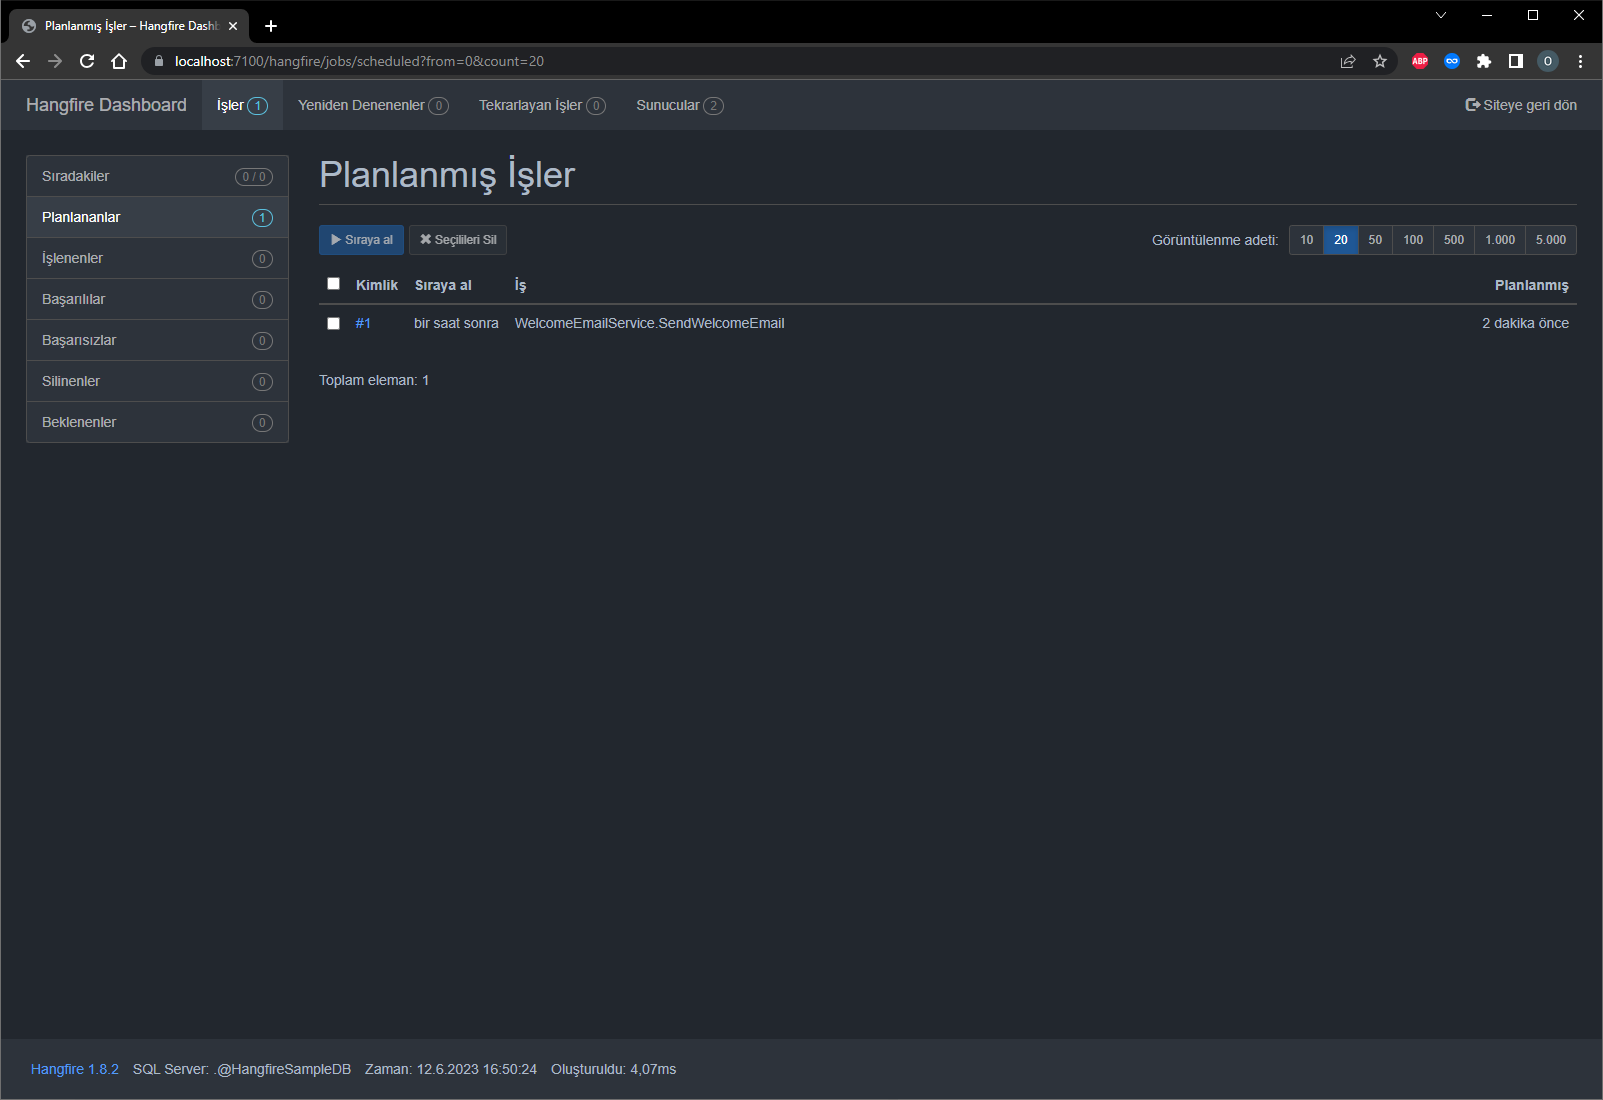 Planlanmış İşler – Hangfire Dashb
localhost:7100/hangfire/jobs/scheduled?from=0&count=20
ABP
O
Hangfire Dashboard İşler 1 Yeniden Denenenler 0 Tekrarlayan İşler 0 Sunucular 2 Siteye geri dön
Sıradakiler 0 / 0
Planlananlar 1
İşlenenler 0
Başarılılar 0
Başarısızlar 0
Silinenler 0
Beklenenler 0
Planlanmış İşler
Sıraya al Seçilileri Sil Görüntülenme adeti: 10 20 50 100 500 1.000 5.000
Kimlik Sıraya al İş Planlanmış
#1 bir saat sonra WelcomeEmailService.SendWelcomeEmail 2 dakika önce
Toplam eleman: 1
Hangfire 1.8.2 SQL Server: .@HangfireSampleDB Zaman: 12.6.2023 16:50:24 Oluşturuldu: 4,07ms